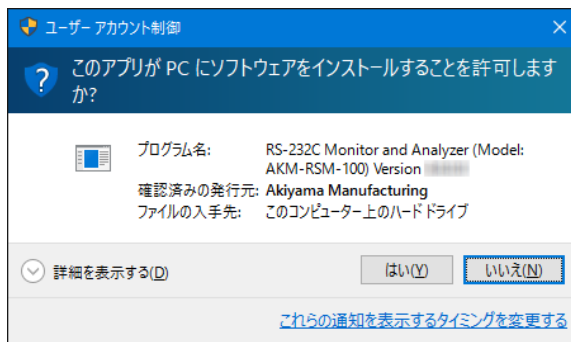 ユーザー アカウント制御
このアプリが PC にソフトウェアをインストールすることを許可します
か?
プログラム名: RS-232C Monitor and Analyzer (Model:
AKM-RSM-100) Version
確認済みの発行元: Akiyama Manufacturing
ファイルの入手先: このコンピューター上のハード ドライブ
詳細を表示する(D) はい(Y) いいえ(N)
これらの通知を表示するタイミングを変更する